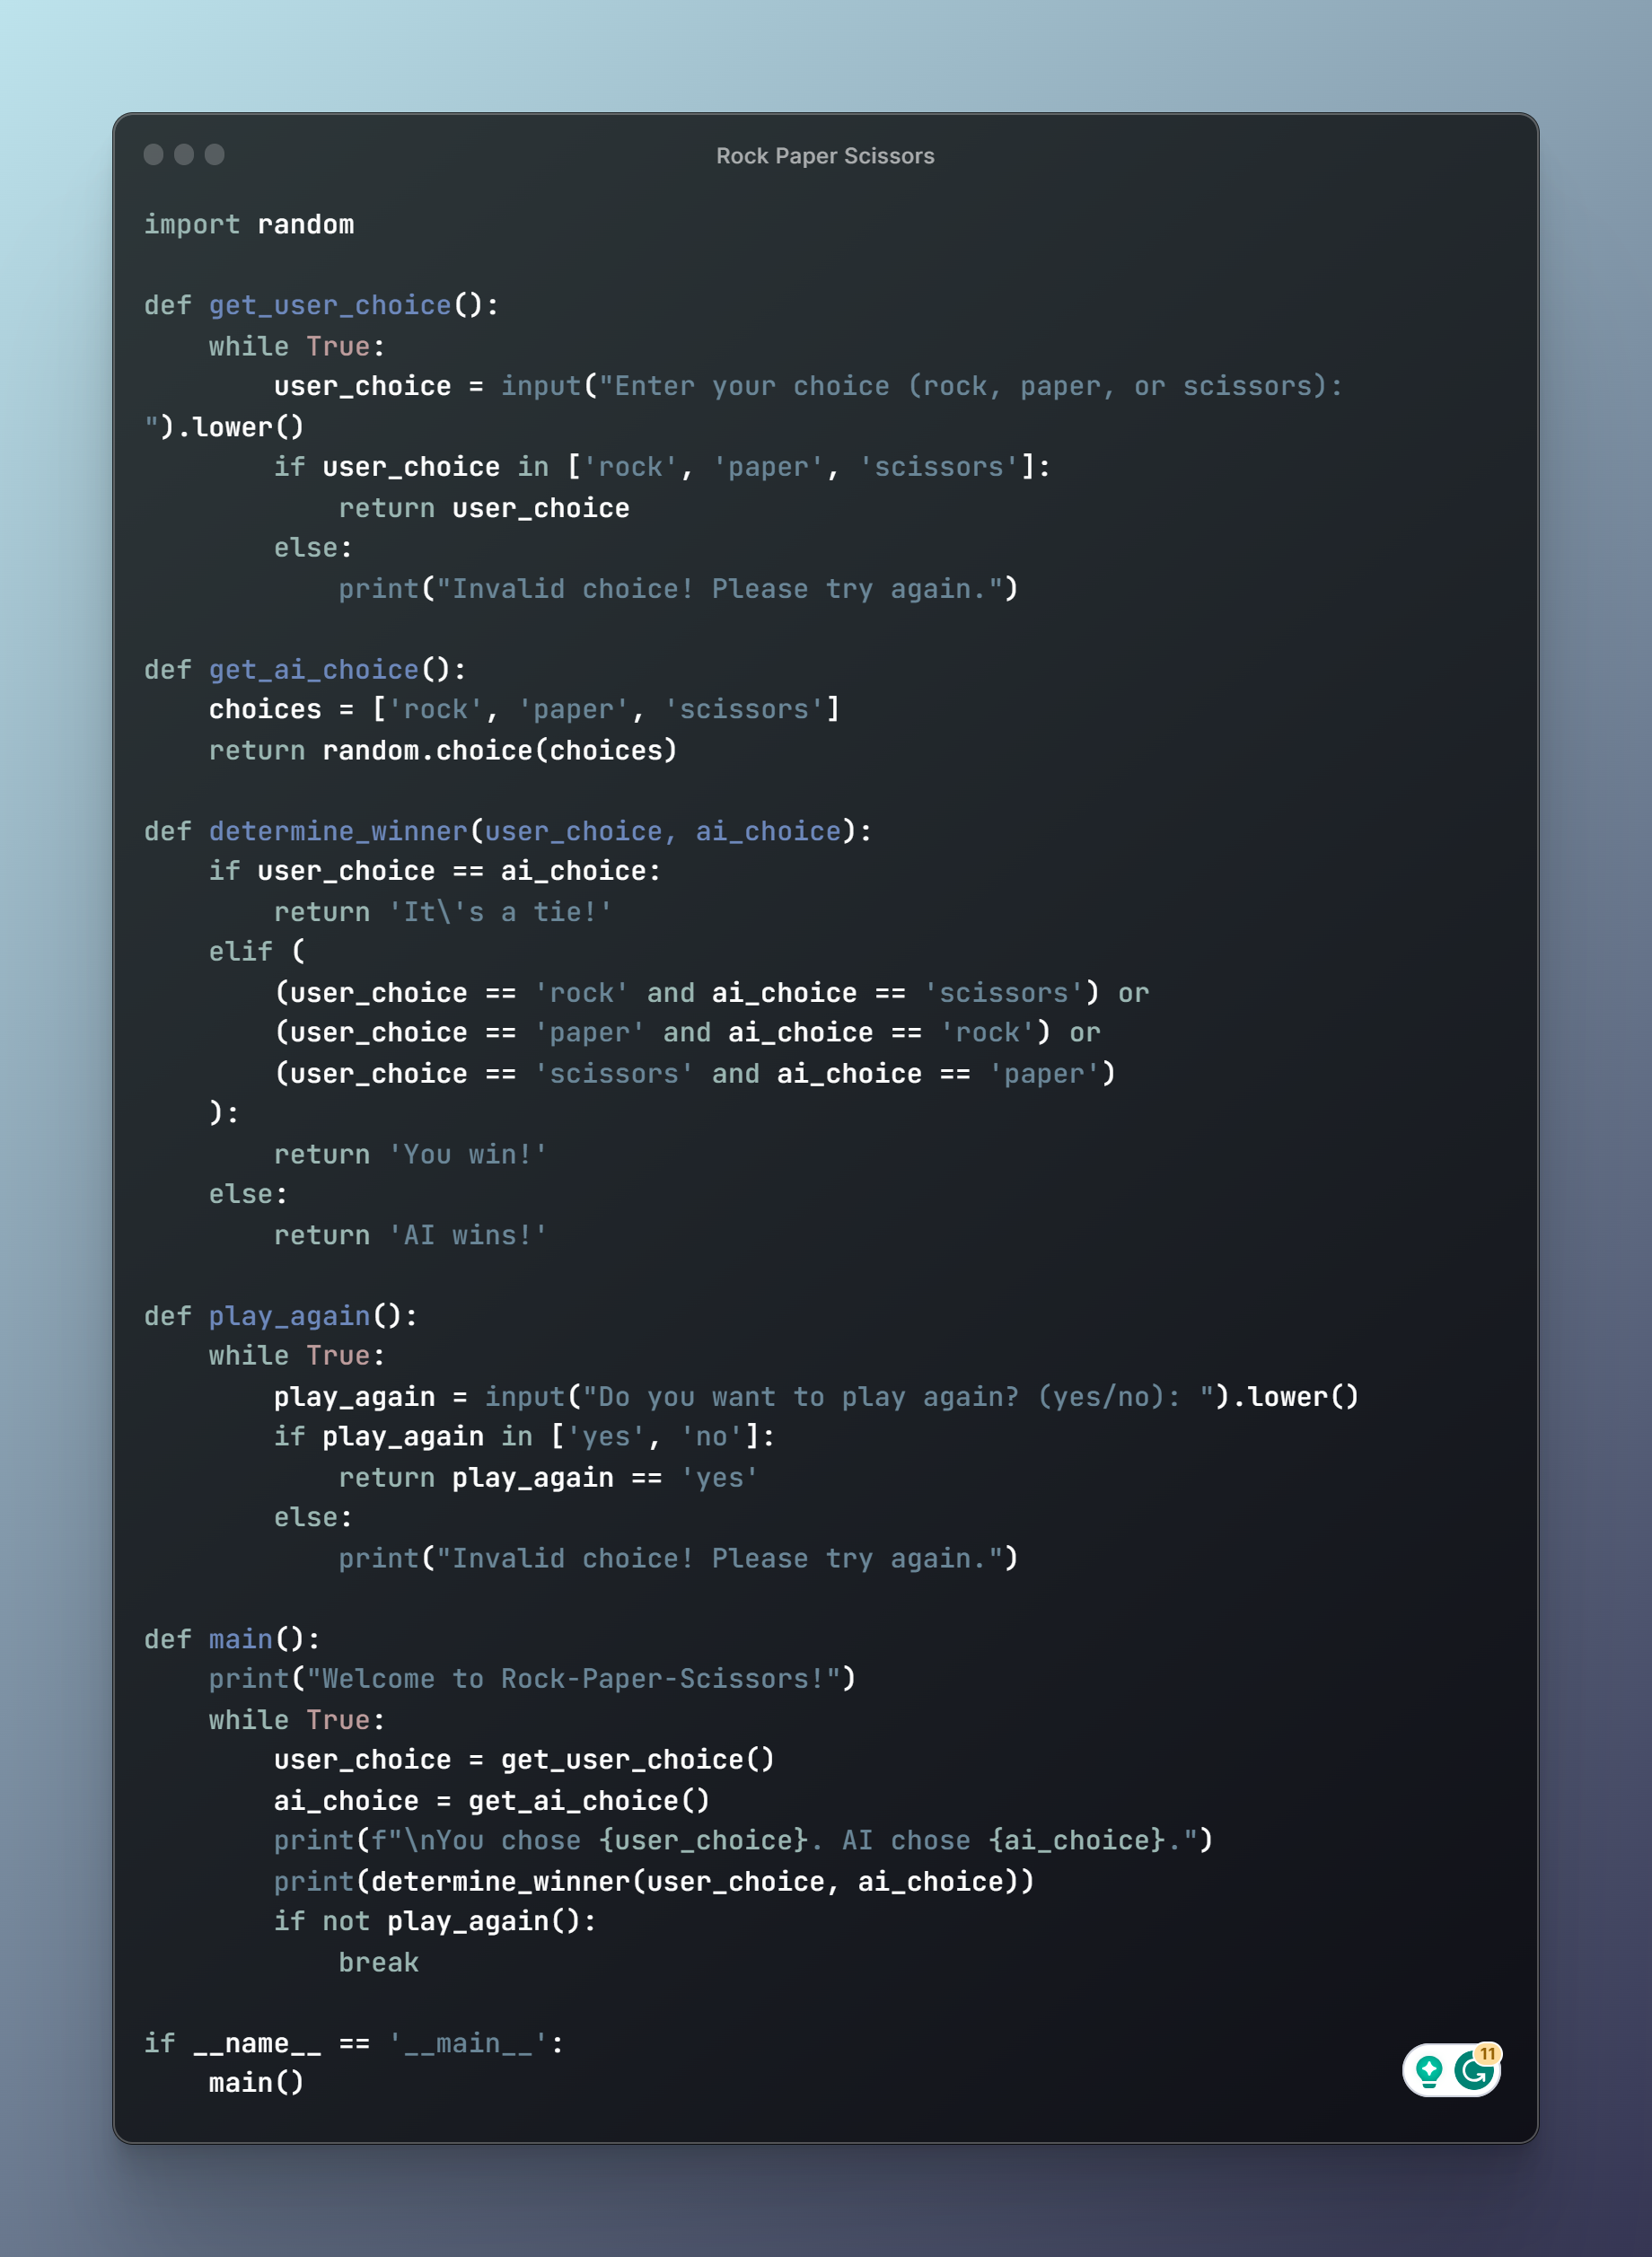 Rock Paper Scissors
import random

def get_user_choice():
    while True:
        user_choice = input("Enter your choice (rock, paper, or scissors):
").lower()
        if user_choice in ['rock', 'paper', 'scissors']:
            return user_choice
        else:
            print("Invalid choice! Please try again.")

def get_ai_choice():
    choices = ['rock', 'paper', 'scissors']
    return random.choice(choices)

def determine_winner(user_choice, ai_choice):
    if user_choice == ai_choice:
        return 'It\'s a tie!'
    elif (
        (user_choice == 'rock' and ai_choice == 'scissors') or
        (user_choice == 'paper' and ai_choice == 'rock') or
        (user_choice == 'scissors' and ai_choice == 'paper')
    ):
        return 'You win!'
    else:
        return 'AI wins!'

def play_again():
    while True:
        play_again = input("Do you want to play again? (yes/no): ").lower()
        if play_again in ['yes', 'no']:
            return play_again == 'yes'
        else:
            print("Invalid choice! Please try again.")

def main():
    print("Welcome to Rock-Paper-Scissors!")
    while True:
        user_choice = get_user_choice()
        ai_choice = get_ai_choice()
        print(f"\nYou chose {user_choice}. AI chose {ai_choice}.")
        print(determine_winner(user_choice, ai_choice))
        if not play_again():
            break

if __name__ == '__main__':
    main()
11